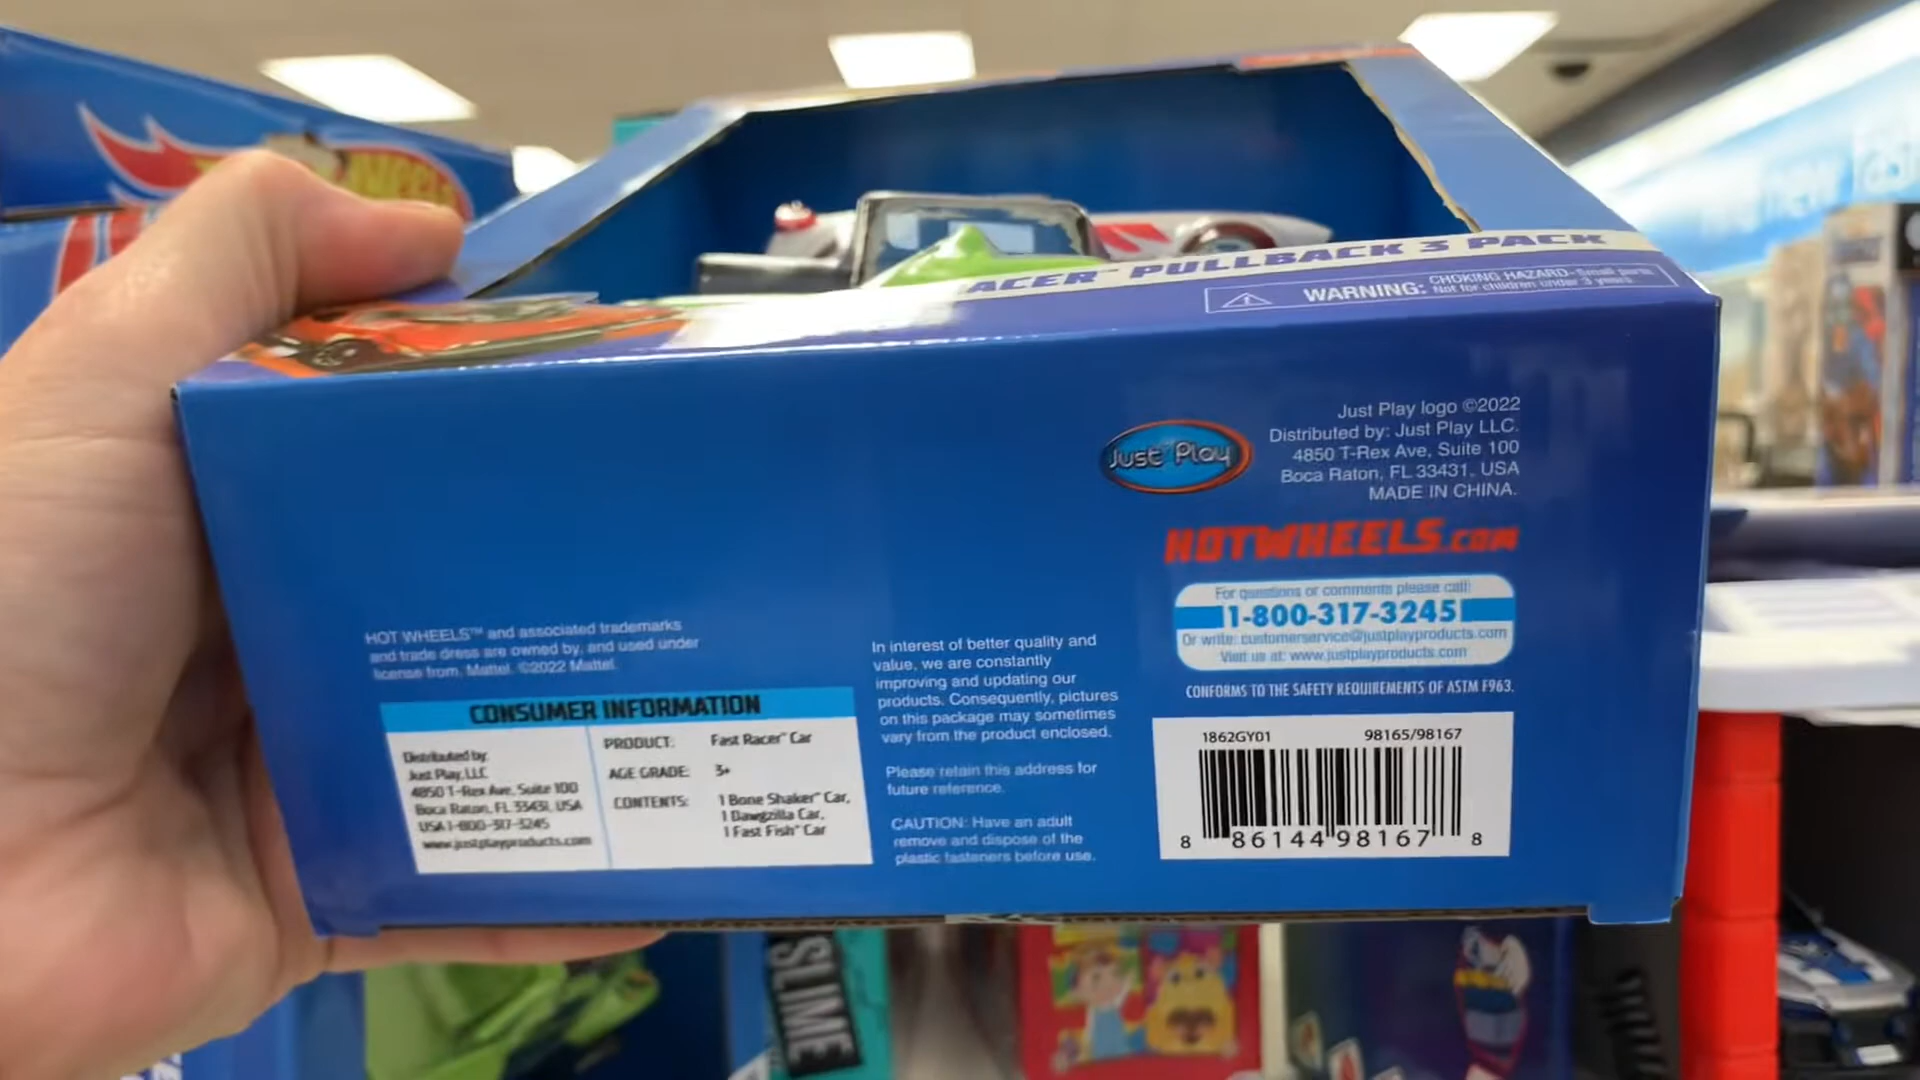 Wheels
ACER™ PULLBACK 3 PACK
WARNING: CHOKING HAZARD-Small parts
Not for children under 3 years.
Just Play
Just Play logo ©2022
Distributed by: Just Play LLC.
4850 T-Rex Ave, Suite 100
Boca Raton, FL 33431, USA
MADE IN CHINA.
HOTWHEELS.com
For questions or comments please call:
1-800-317-3245
Or write: customerservice@justplayproducts.com
Visit us at: www.justplayproducts.com
CONFORMS TO THE SAFETY REQUIREMENTS OF ASTM F963.
1862GY01 98165/98167
8 86144 98167 8
HOT WHEELS™ and associated trademarks
and trade dress are owned by, and used under
license from, Mattel. ©2022 Mattel.
CONSUMER INFORMATION
Distributed by:
Just Play, LLC
4850 T-Rex Ave, Suite 100
Boca Raton, FL 33431, USA
USA 1-800-317-3245
www.justplayproducts.com
PRODUCT: Fast Racer™ Car
AGE GRADE: 3+
CONTENTS: 1 Bone Shaker™ Car,
1 Dawgzilla Car,
1 Fast Fish™ Car
In interest of better quality and
value, we are constantly
improving and updating our
products. Consequently, pictures
on this package may sometimes
vary from the product enclosed.
Please retain this address for
future reference.
CAUTION: Have an adult
remove and dispose of the
plastic fasteners before use.
SLIME
new